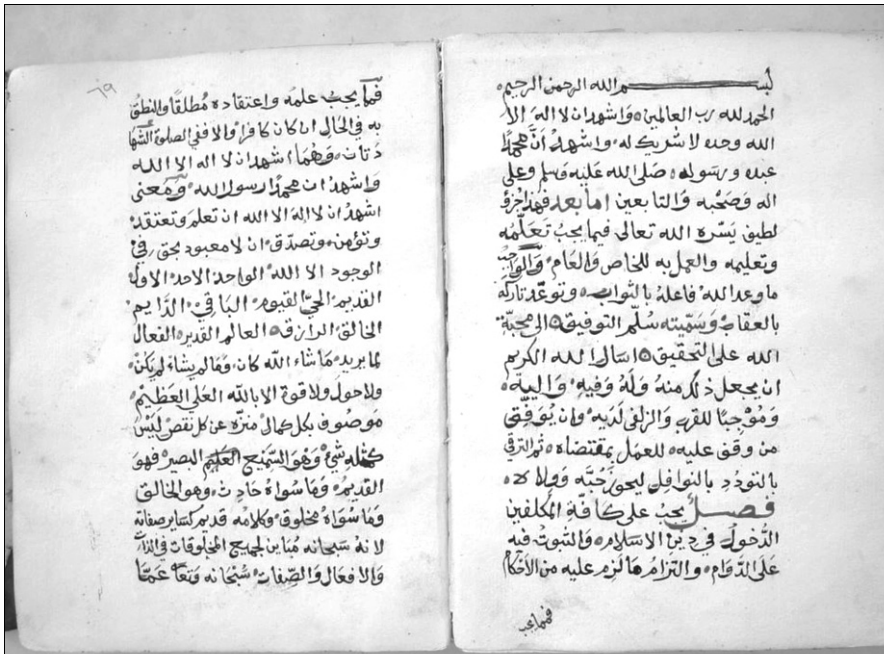 بسم الله الرحمن الرحيم
الحمد لله رب العالمين واشهد ان لا اله الا
الله وحده لا شريك له واشهد أن محمدا
عبده ورسوله صلى الله عليه وسلم وعلى
اله وصحبه والتابعين اما بعد فهذا جزؤ
لطيف يسره الله تعالى فيما يجب تعلمه
وتعليمه والعمل به للخاص والعام والواجب
ما وعد الله فاعله بالثواب وتوعد تاركه
بالعقاب وسميته سلم التوفيق الى محبة
الله على التحقيق اسال الله الكريم
ان يجعل ذلك منه وله وفيه واليه
وموجبا للقرب والزلفى لديه وان يوفق
من وقف عليه للعمل بمقتضاه ثم الترقي
بالتودد بالنوافل ليحوز حبه وولاه
فصل يجب على كافة المكلفين
الدخول في دين الاسلام والثبوت فيه
على الدوام والتزام ما لزم عليه من الأحكام
فمما يجب
٦٩
فمما يجب علمه واعتقاده مطلقا والنطق
به في الحال ان كان كافرا والا ففي الصلوة الشها
دتان وهما اشهد ان لا اله الا الله
واشهد ان محمدا رسول الله ومعنى
اشهد ان لا اله الا الله ان تعلم وتعتقد
وتؤمن وتصدق ان لا معبود بحق في
الوجود الا الله الواحد الاحد الاول
القديم الحي القيوم الباقي الدايم
الخالق الرازق العالم القدير الفعال
لما يريد ما شاء الله كان وما لم يشاء لم يكن
ولا حول ولا قوة الا بالله العلي العظيم
موصوف بكل كمال منزه عن كل نقص ليس
كمثله شيئ وهو السميع العليم البصير فهو
القديم وما سواه حادث وهو الخالق
وما سواه مخلوق وكلامه قديم كساير صفاته
لانه سبحانه مباين لجميع المخلوقات في الذات
والافعال والصفات سبحانه وتعالى عما